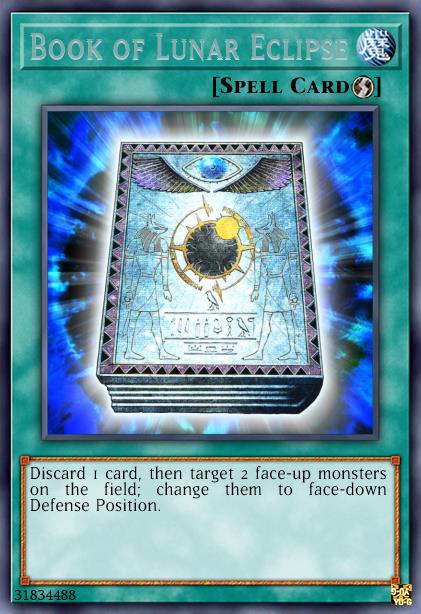 Book of Lunar Eclipse
魔
[Spell Card]
Discard 1 card, then target 2 face-up monsters
on the field; change them to face-down
Defense Position.
31834488